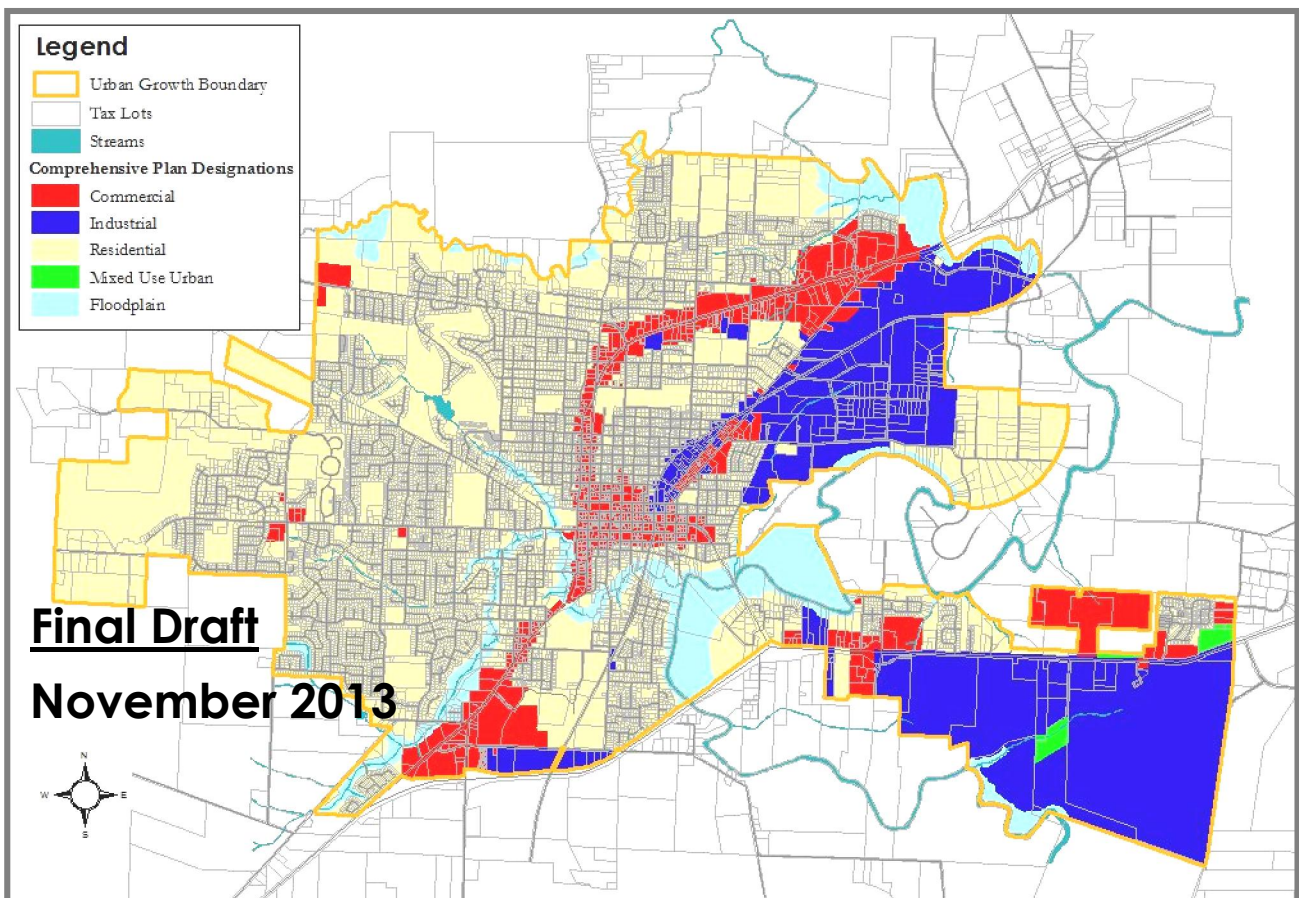 Legend
Urban Growth Boundary
Tax Lots
Streams
Comprehensive Plan Designations
Commercial
Industrial
Residential
Mixed Use Urban
Floodplain
Final Draft
November 2013
N
W E
S